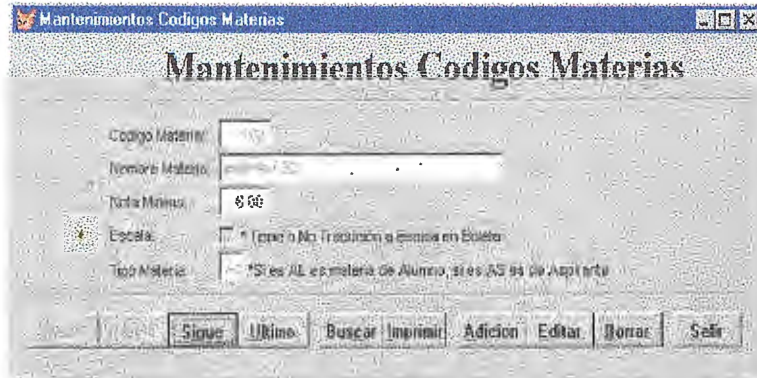 Mantenimientos Codigos Materias
Mantenimientos Codigos Materias
Codigo Materia:
Nombre Materia:
Nota Minima:
6.00
Escala:
* Tiene o No Traducion a Escala en Boleta
Tipo Materia:
*Si es AL es materia de Alumno, si es AS es de Aspirante
Sigue Ultimo Buscar Imprimir Adicion Editar Borrar Salir